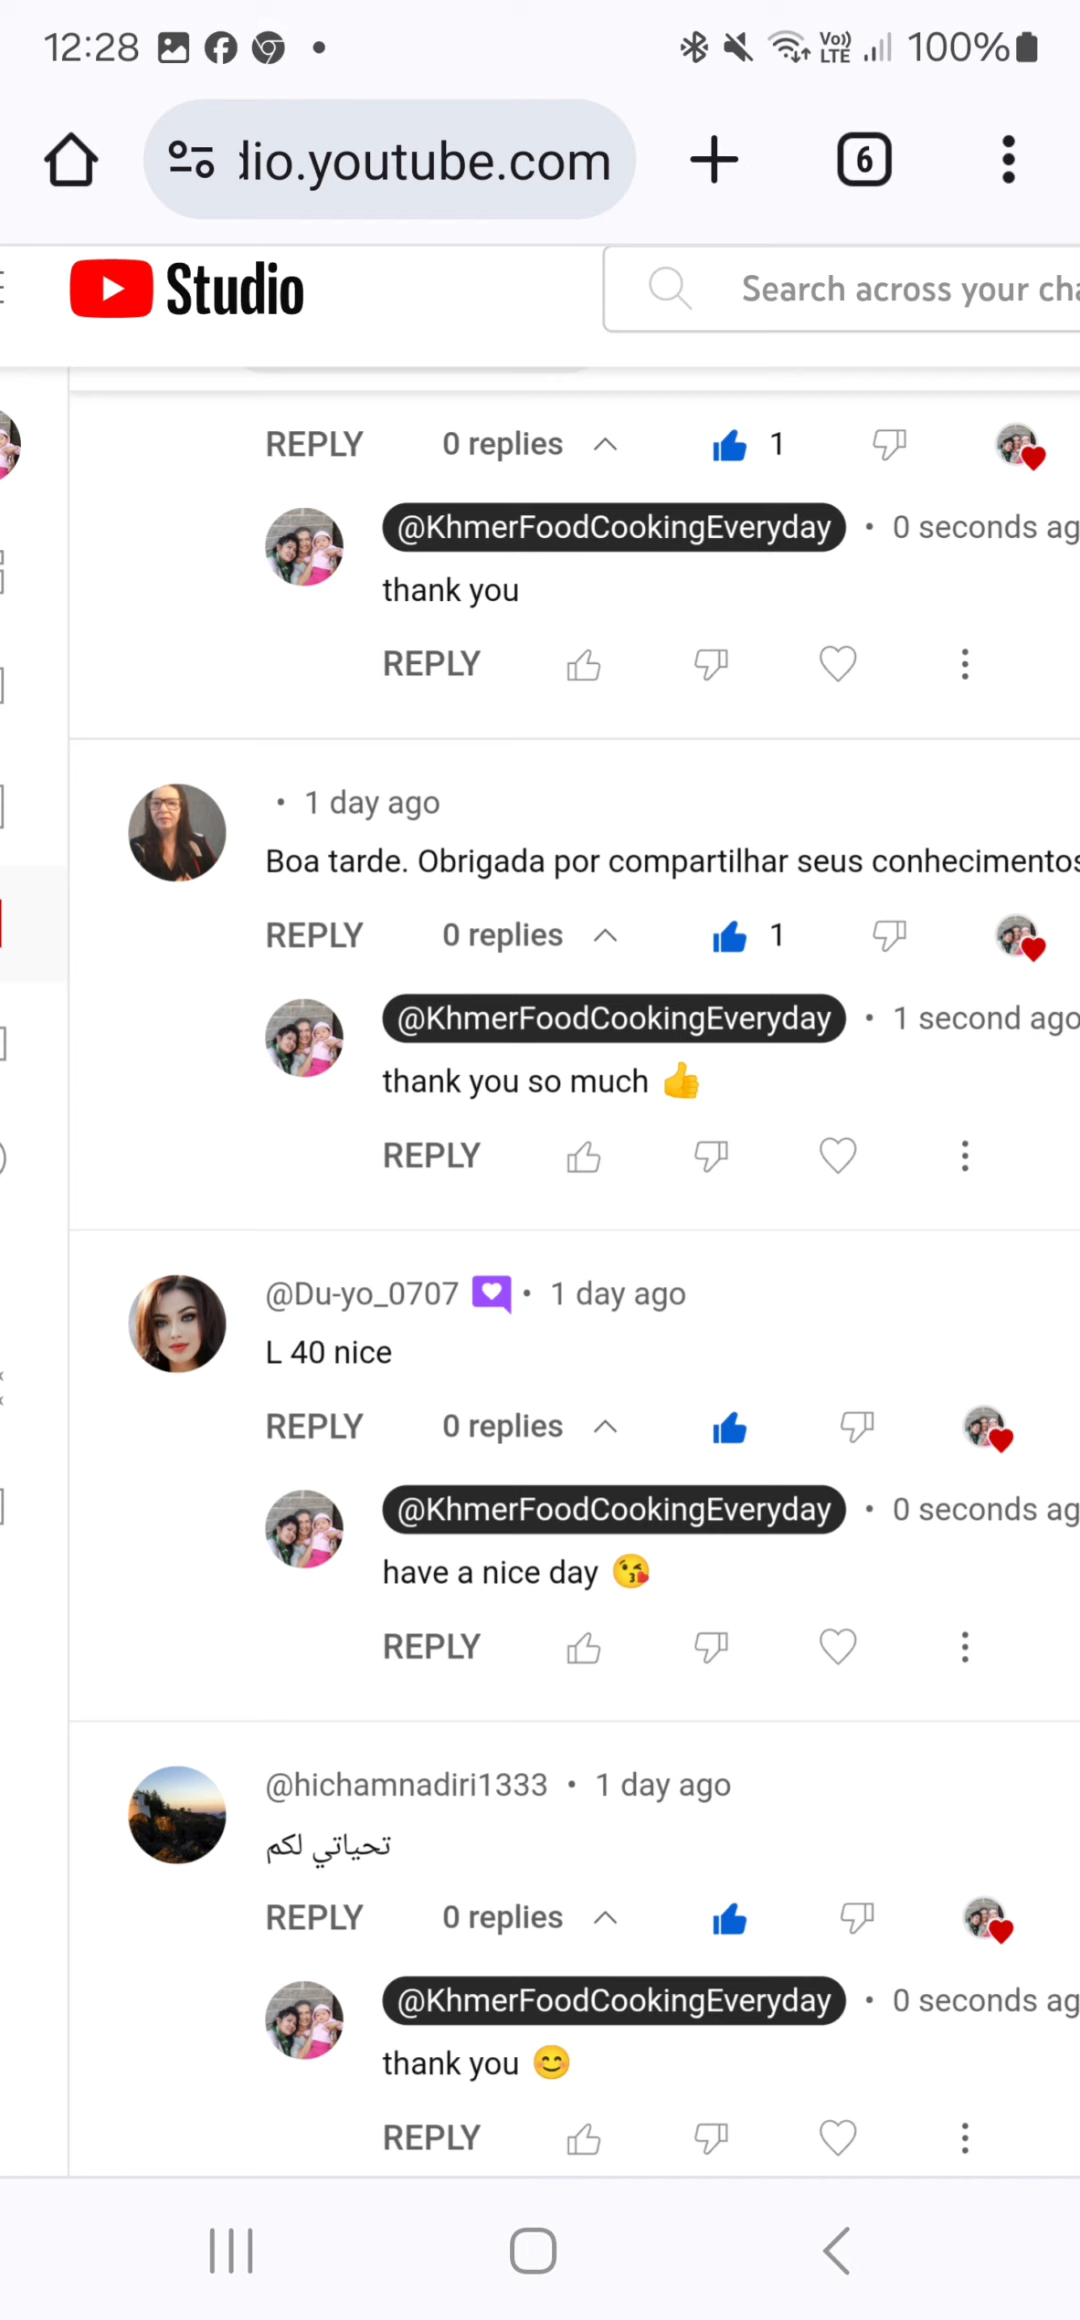 12:28 Vo)) LTE 100%
lio.youtube.com 6
Studio Search across your
REPLY 0 replies 1
@KhmerFoodCookingEveryday • 0 seconds ag
thank you
REPLY
• 1 day ago
Boa tarde. Obrigada por compartilhar seus conhecimentos
REPLY 0 replies 1
@KhmerFoodCookingEveryday • 1 second ago
thank you so much 👍
REPLY
@Du-yo_0707 • 1 day ago
L 40 nice
REPLY 0 replies
@KhmerFoodCookingEveryday • 0 seconds ag
have a nice day 😘
REPLY
@hichamnadiri1333 • 1 day ago
تحياتي لكم
REPLY 0 replies
@KhmerFoodCookingEveryday • 0 seconds ag
thank you 😊
REPLY